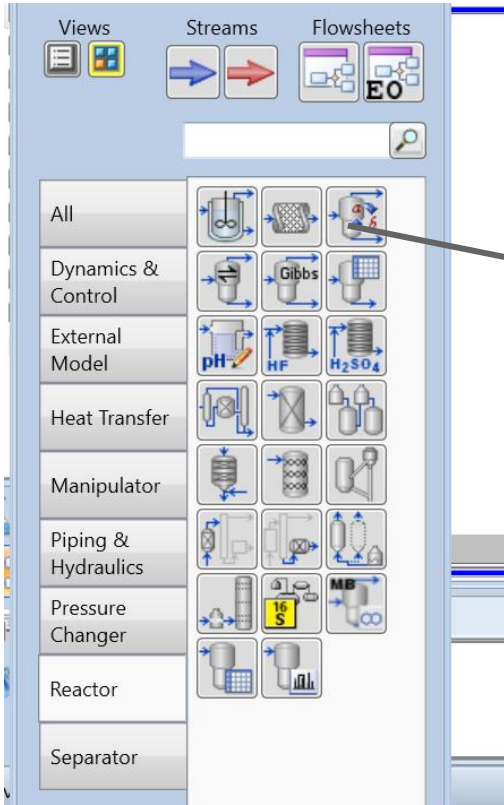 Views Streams Flowsheets
EO
All
Dynamics &
Control
External
Model
Heat Transfer
Manipulator
Piping &
Hydraulics
Pressure
Changer
Reactor
Separator
Gibbs
pH
HF
H₂SO₄
16
S
MB